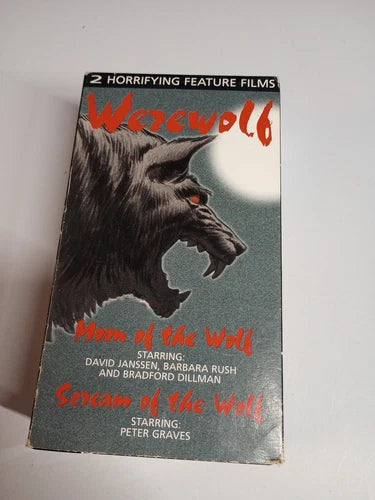 2 HORRIFYING FEATURE FILMS
Werewolf
Moon of the Wolf
STARRING:
DAVID JANSSEN, BARBARA RUSH
AND BRADFORD DILLMAN
Scream of the Wolf
STARRING:
PETER GRAVES